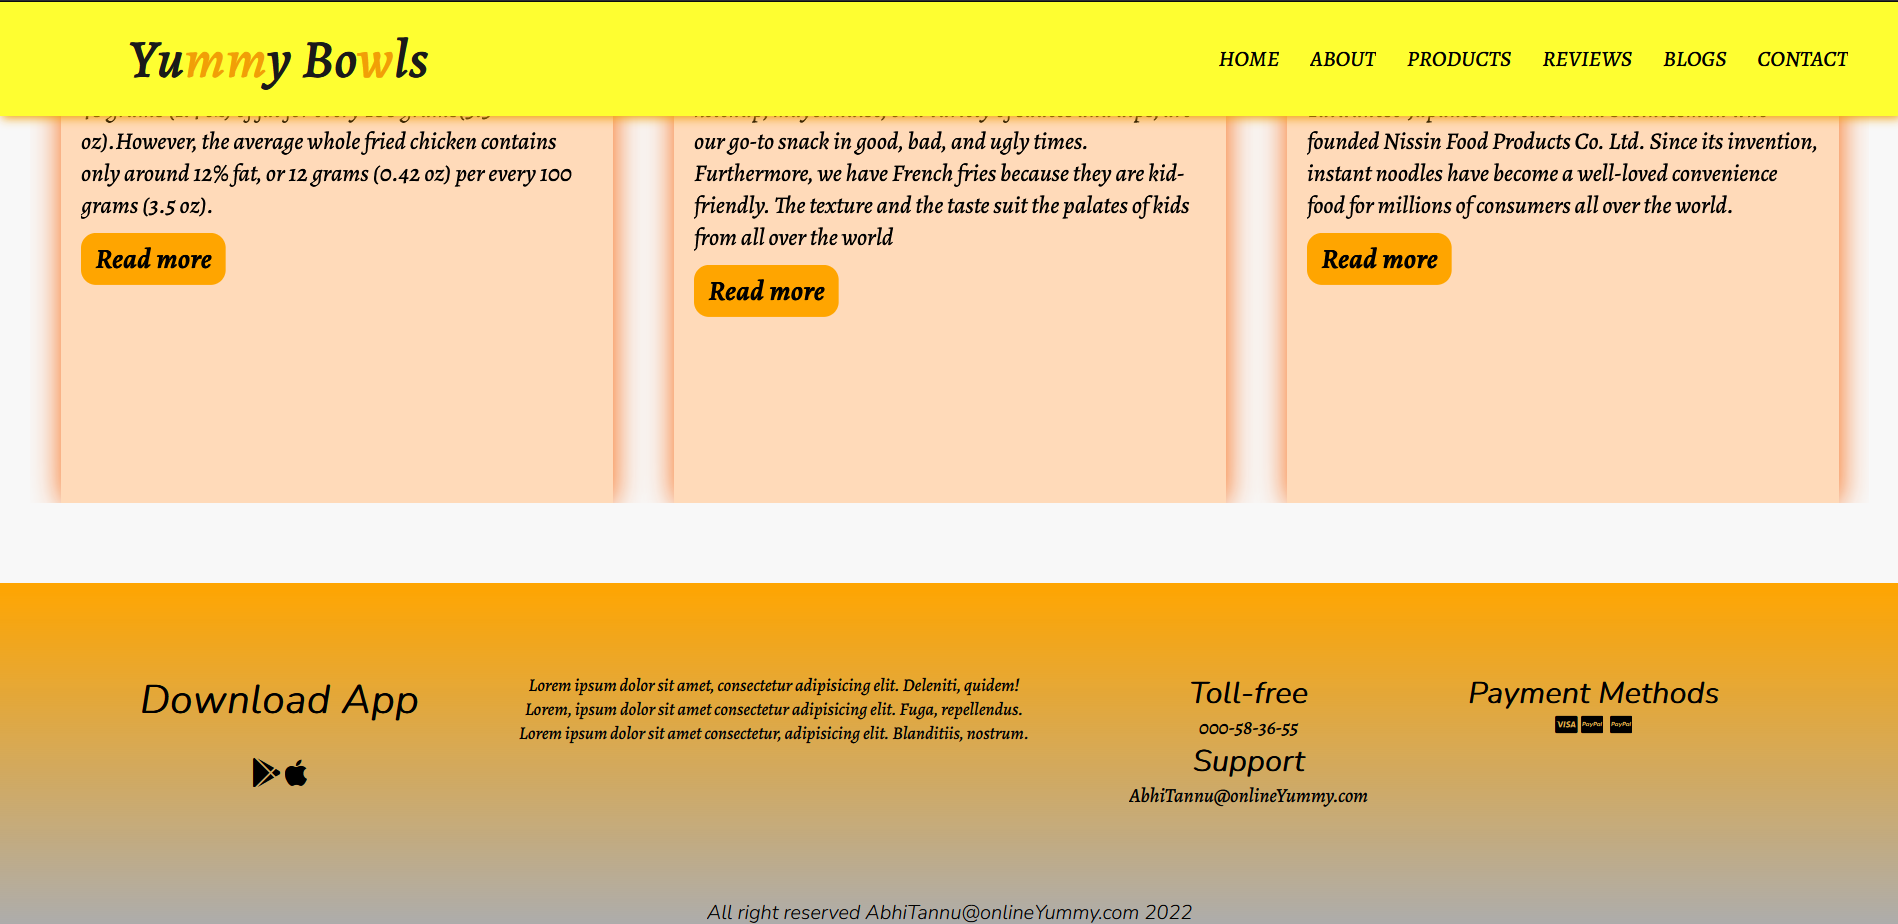 Yummy Bowls
HOME ABOUT PRODUCTS REVIEWS BLOGS CONTACT
oz).However, the average whole fried chicken contains
only around 12% fat, or 12 grams (0.42 oz) per every 100
grams (3.5 oz).
Read more
our go-to snack in good, bad, and ugly times.
Furthermore, we have French fries because they are kid-
friendly. The texture and the taste suit the palates of kids
from all over the world
Read more
founded Nissin Food Products Co. Ltd. Since its invention,
instant noodles have become a well-loved convenience
food for millions of consumers all over the world.
Read more
Download App
Lorem ipsum dolor sit amet, consectetur adipisicing elit. Deleniti, quidem!
Lorem, ipsum dolor sit amet consectetur adipisicing elit. Fuga, repellendus.
Lorem ipsum dolor sit amet consectetur, adipisicing elit. Blanditiis, nostrum.
Toll-free
000-58-36-55
Support
AbhiTannu@onlineYummy.com
Payment Methods
VISA PayPal PayPal
All right reserved AbhiTannu@onlineYummy.com 2022